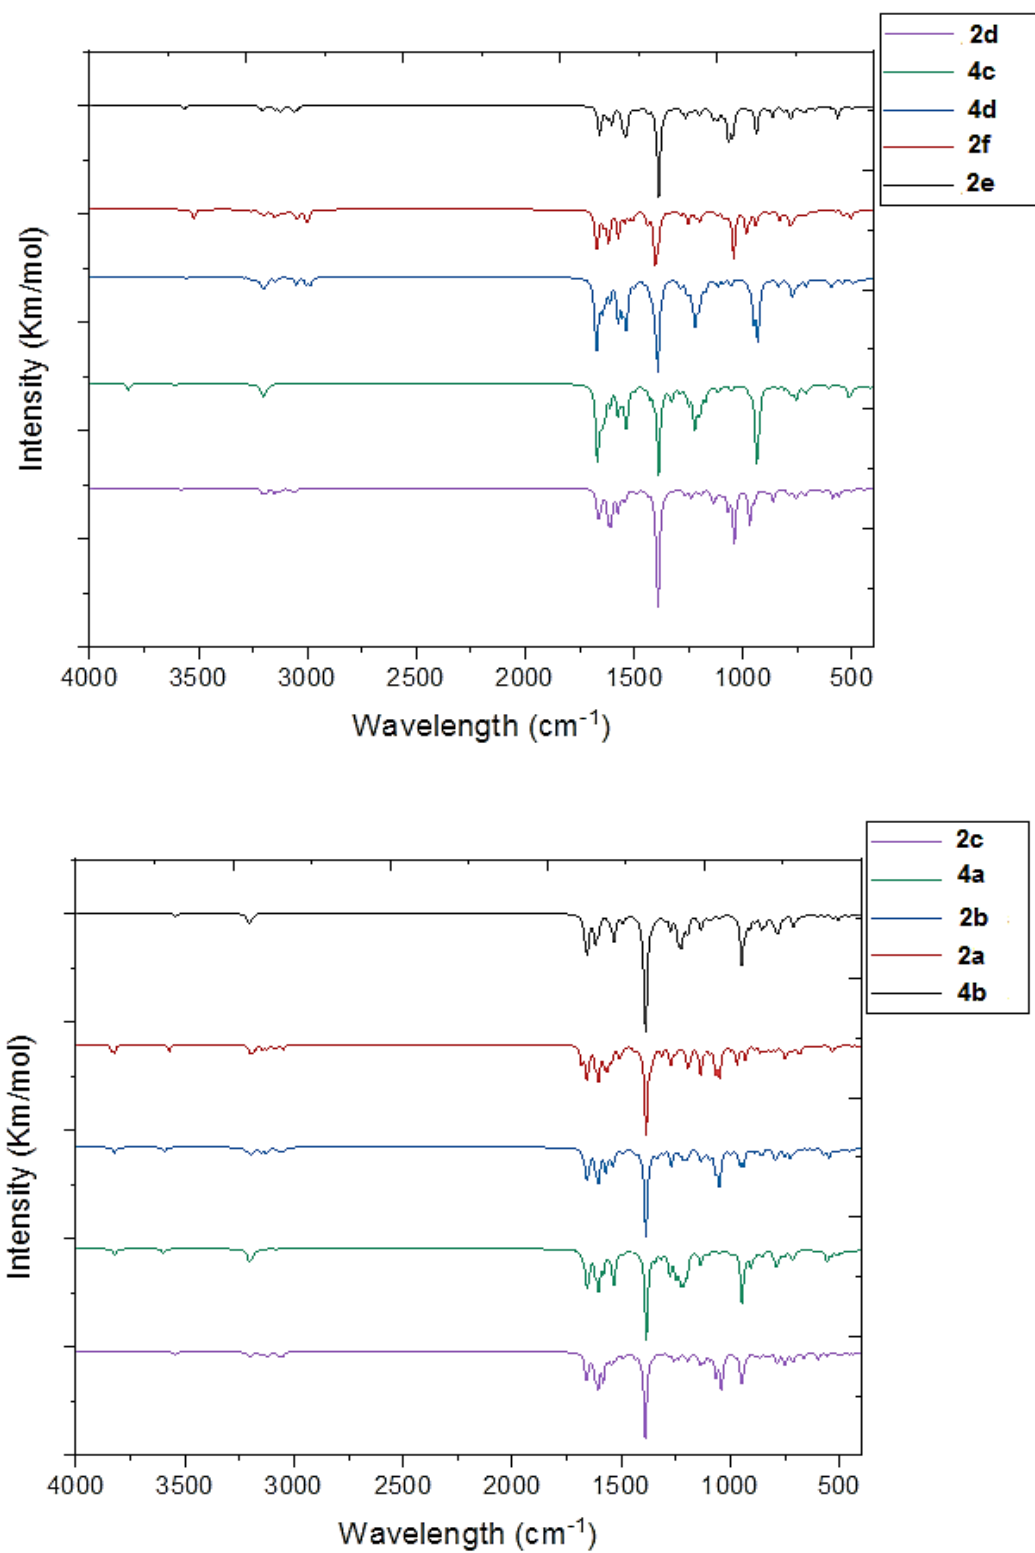 2d
4c
4d
2f
2e
Intensity (Km/mol)
4000 3500 3000 2500 2000 1500 1000 500
Wavelength (cm⁻¹)
2c
4a
2b
2a
4b
Intensity (Km/mol)
4000 3500 3000 2500 2000 1500 1000 500
Wavelength (cm⁻¹)